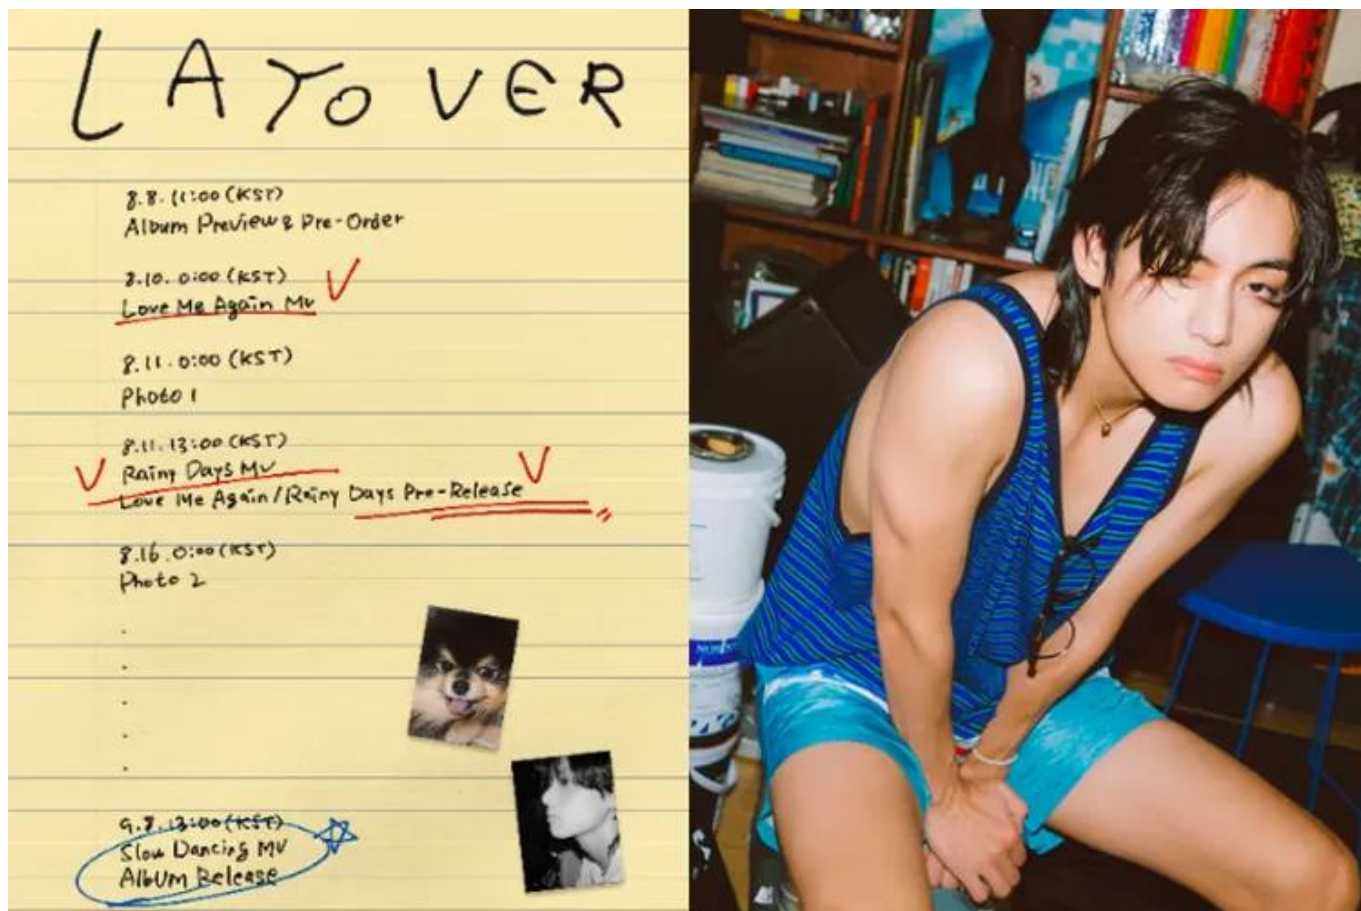 LAYOVER
8.8. 11:00 (KST)
Album Preview & Pre-Order
8.10. 0:00 (KST)
Love Me Again MV
8.11. 0:00 (KST)
Photo 1
8.11. 13:00 (KST)
Rainy Days MV
Love Me Again/Rainy Days Pre-Release
8.16. 0:00 (KST)
Photo 2
.
.
.
.
.
9.8. 13:00 (KST)
Slow Dancing MV
Album Release